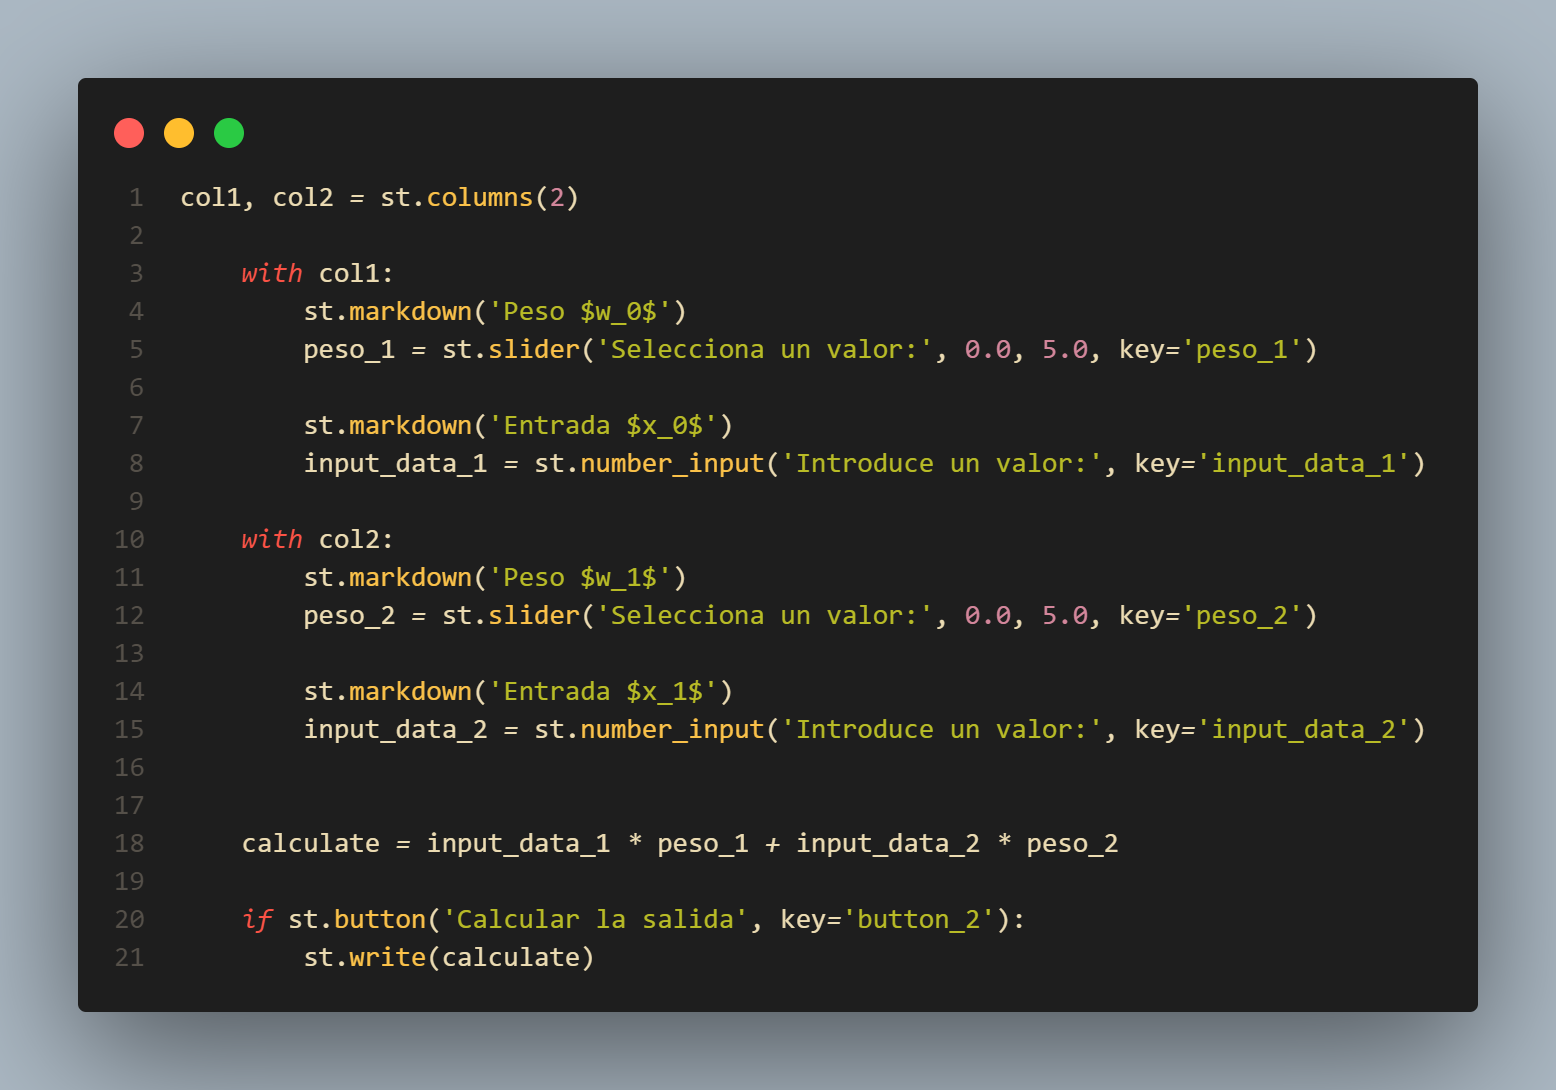 1 col1, col2 = st.columns(2)
2
3     with col1:
4         st.markdown('Peso $w_0$')
5         peso_1 = st.slider('Selecciona un valor:', 0.0, 5.0, key='peso_1')
6
7         st.markdown('Entrada $x_0$')
8         input_data_1 = st.number_input('Introduce un valor:', key='input_data_1')
9
10     with col2:
11         st.markdown('Peso $w_1$')
12         peso_2 = st.slider('Selecciona un valor:', 0.0, 5.0, key='peso_2')
13
14         st.markdown('Entrada $x_1$')
15         input_data_2 = st.number_input('Introduce un valor:', key='input_data_2')
16
17
18     calculate = input_data_1 * peso_1 + input_data_2 * peso_2
19
20     if st.button('Calcular la salida', key='button_2'):
21         st.write(calculate)